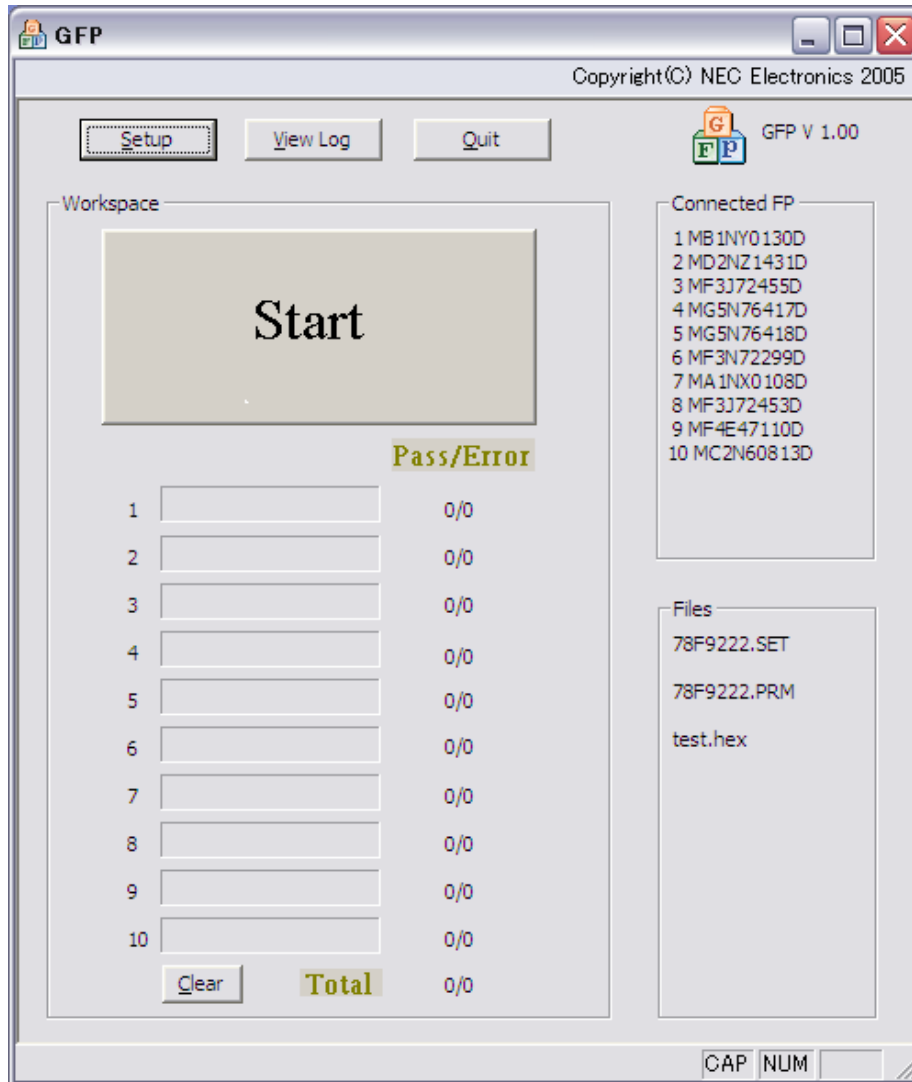 GFP
Copyright(C) NEC Electronics 2005
Setup
View Log
Quit
G
F P
GFP V 1.00
Workspace
Start
Pass/Error
1 0/0
2 0/0
3 0/0
4 0/0
5 0/0
6 0/0
7 0/0
8 0/0
9 0/0
10 0/0
Clear Total 0/0
Connected FP
1 MB1NY0130D
2 MD2NZ1431D
3 MF3J72455D
4 MG5N76417D
5 MG5N76418D
6 MF3N72299D
7 MA1NX0108D
8 MF3J72453D
9 MF4E47110D
10 MC2N60813D
Files
78F9222.SET
78F9222.PRM
test.hex
CAP NUM